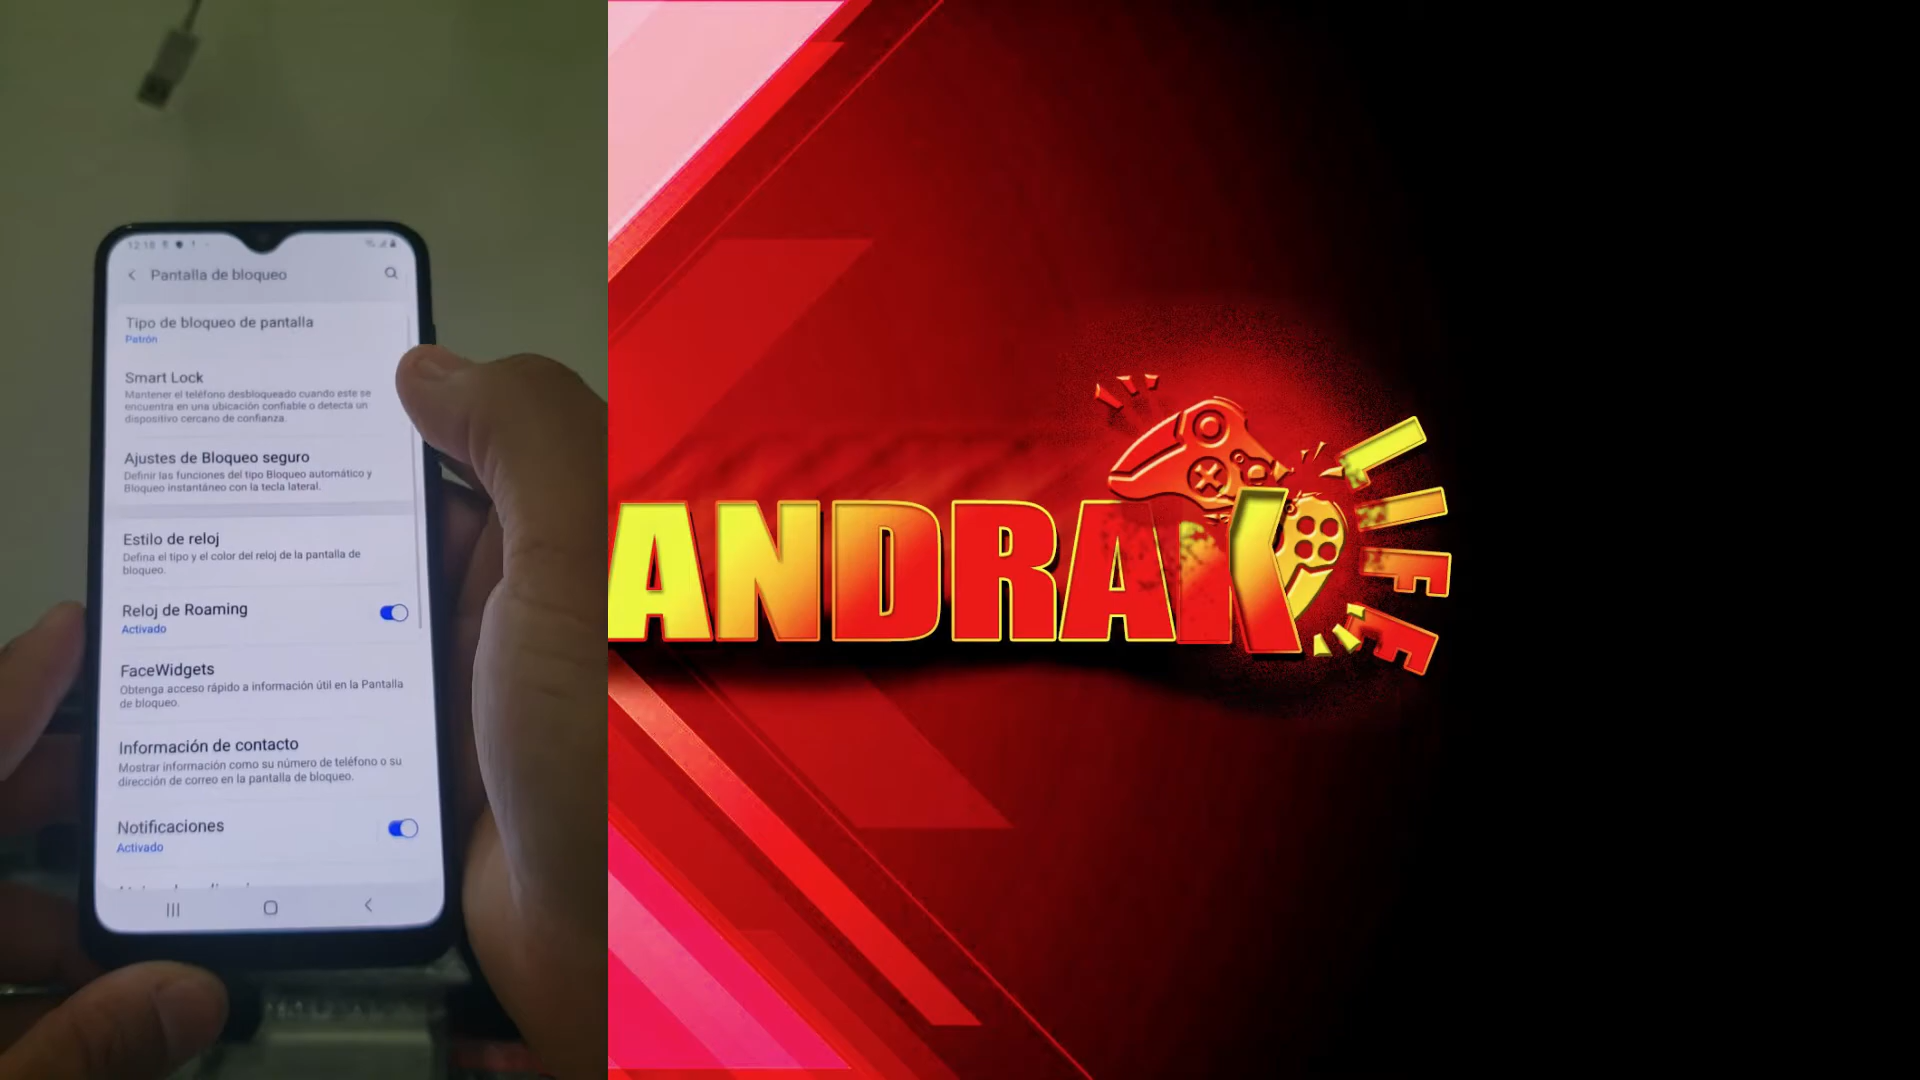 12:18
Pantalla de bloqueo
Tipo de bloqueo de pantalla
Patrón
Smart Lock
Mantener el teléfono desbloqueado cuando este se
encuentra en una ubicación confiable o detecta un
dispositivo cercano de confianza.
Ajustes de Bloqueo seguro
Definir las funciones del tipo Bloqueo automático y
Bloqueo instantáneo con la tecla lateral.
Estilo de reloj
Defina el tipo y el color del reloj de la pantalla de
bloqueo.
Reloj de Roaming
Activado
FaceWidgets
Obtenga acceso rápido a información útil en la Pantalla
de bloqueo.
Información de contacto
Mostrar información como su número de teléfono o su
dirección de correo en la pantalla de bloqueo.
Notificaciones
Activado
ANDRAK
LIFE